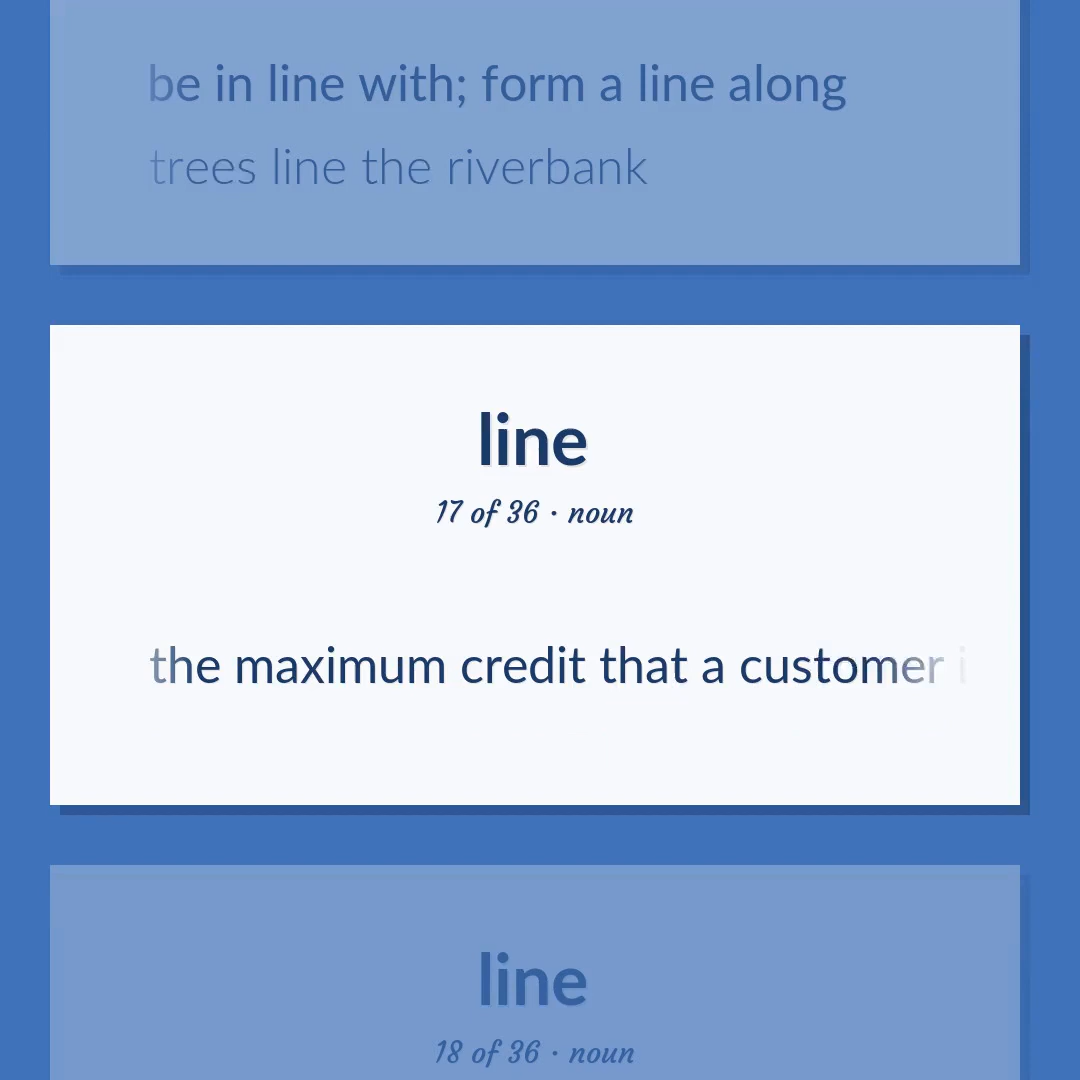 be in line with; form a line along
trees line the riverbank
line
17 of 36 · noun
the maximum credit that a customer
line
18 of 36 · noun